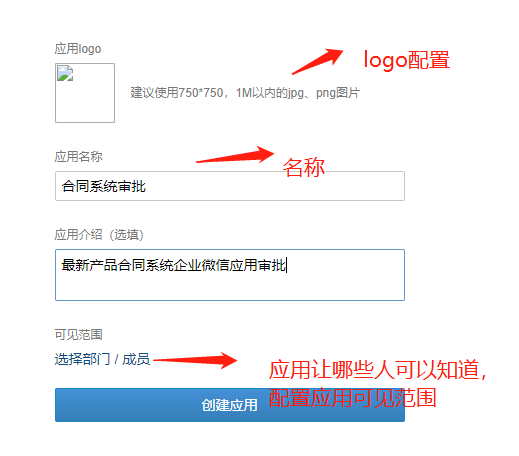 应用logo
logo配置
建议使用750*750，1M以内的jpg、png图片
应用名称
名称
合同系统审批
应用介绍（选填）
最新产品合同系统企业微信应用审批
可见范围
选择部门 / 成员
应用让哪些人可以知道，
配置应用可见范围
创建应用